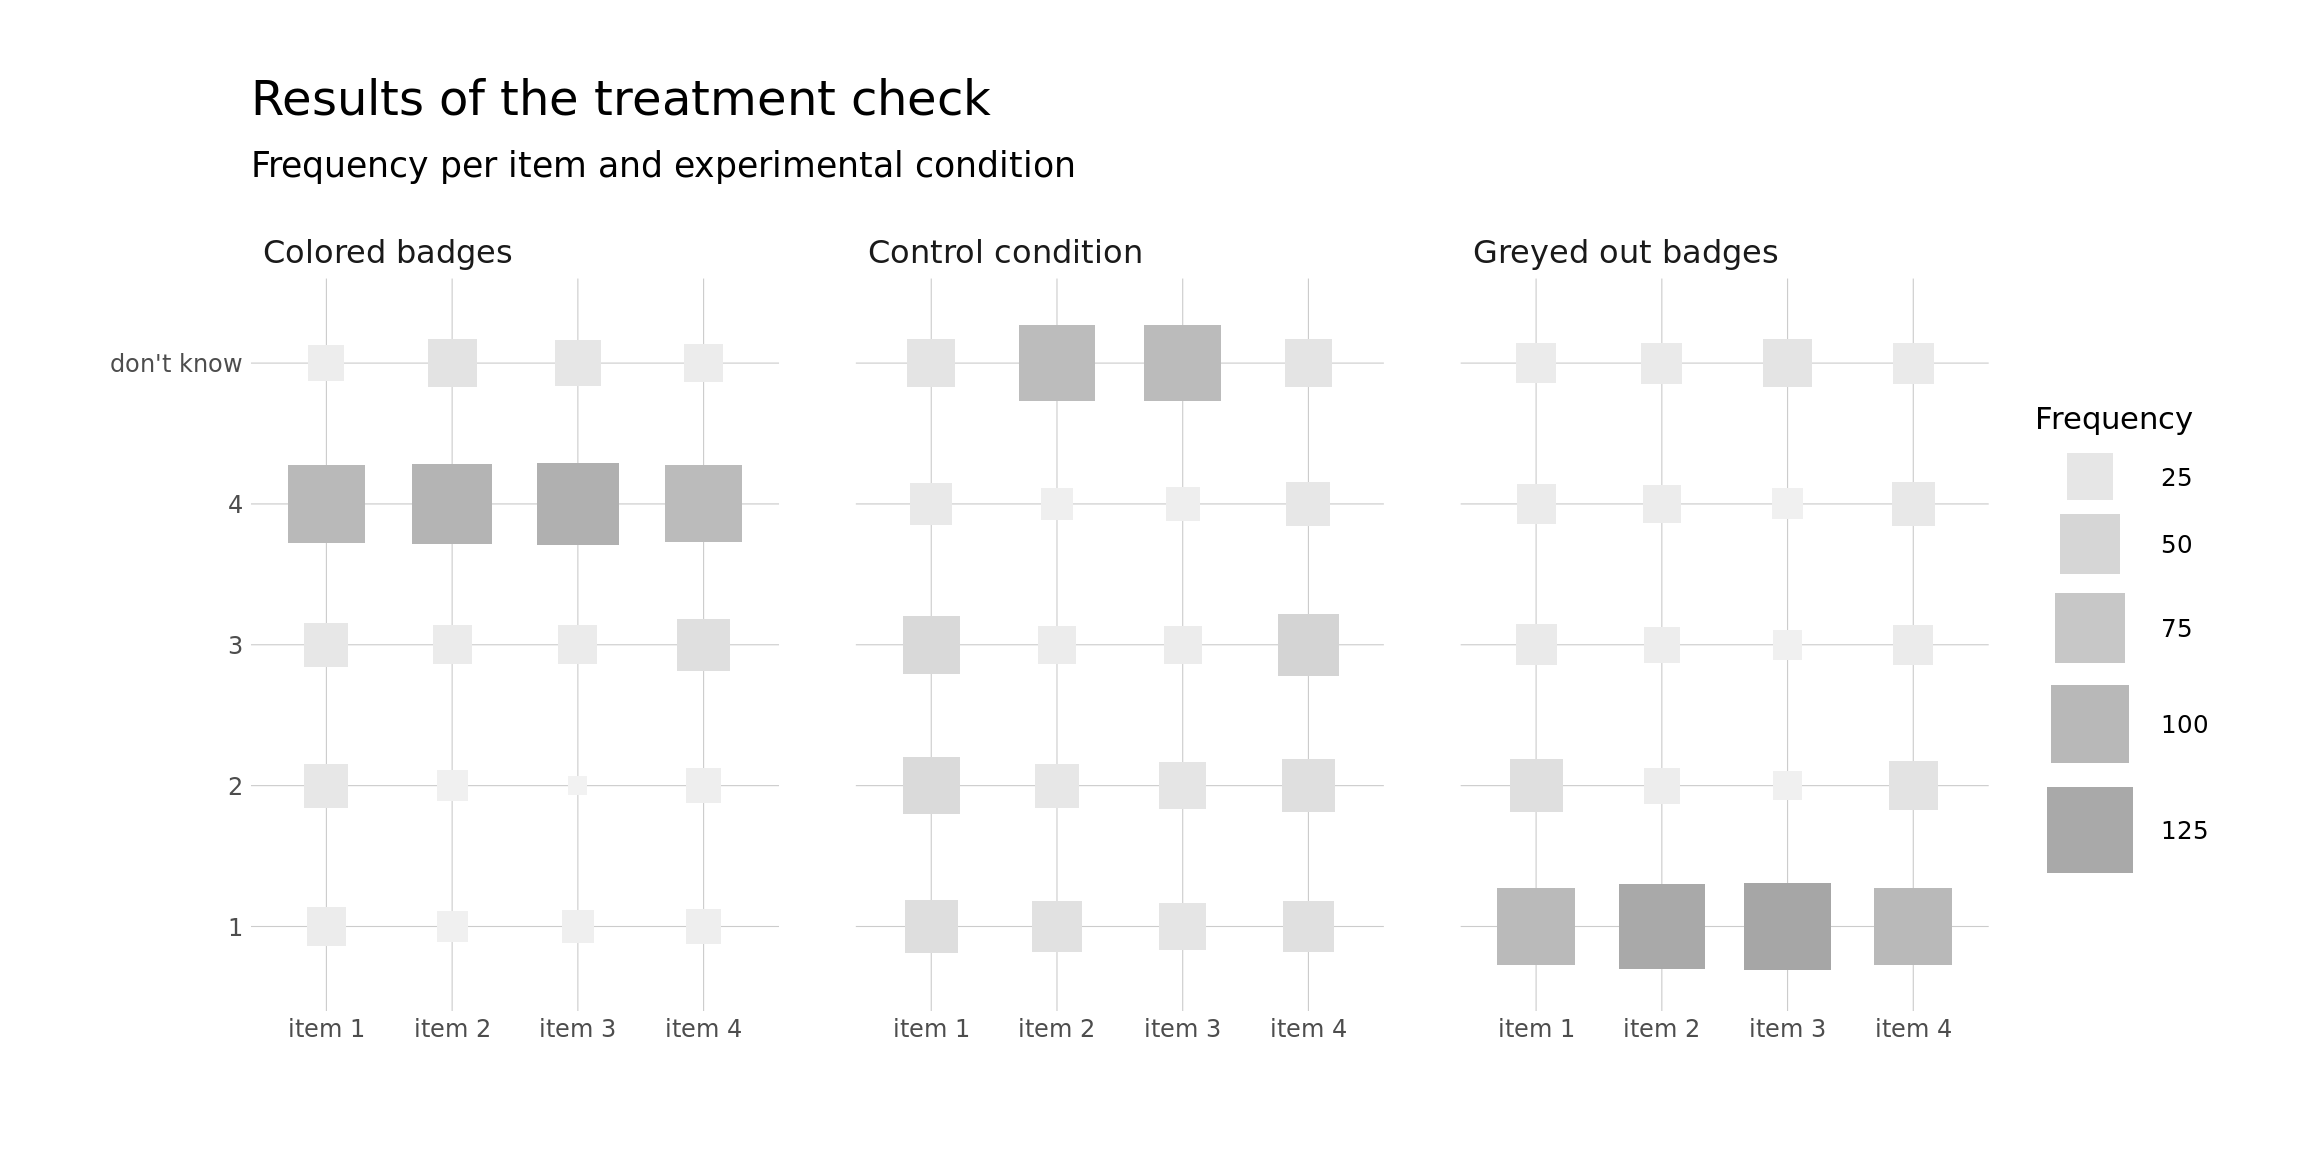 Results of the treatment check
Frequency per item and experimental condition
Colored badges
Control condition
Greyed out badges
don't know
4
3
2
1
item 1 item 2 item 3 item 4
item 1 item 2 item 3 item 4
item 1 item 2 item 3 item 4
Frequency
25
50
75
100
125